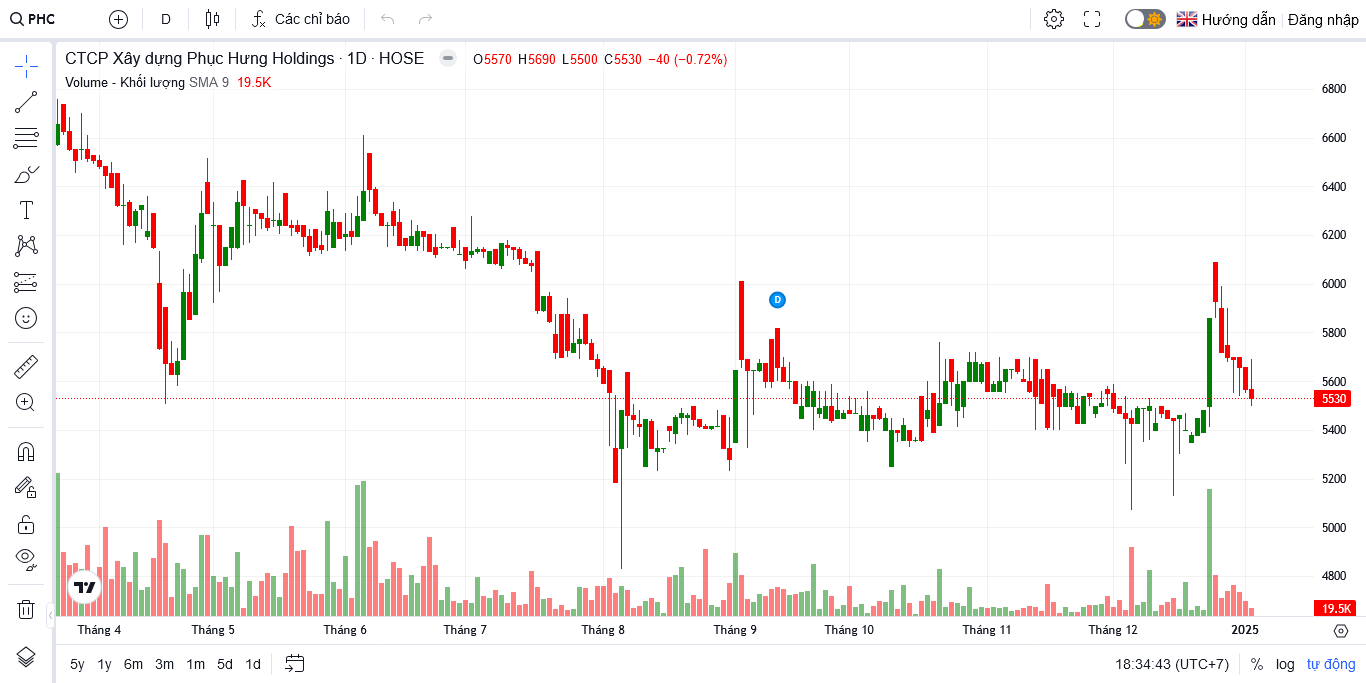 PHC D Các chỉ báo Hướng dẫn Đăng nhập
CTCP Xây dựng Phục Hưng Holdings · 1D · HOSE O5570 H5690 L5500 C5530 −40 (−0.72%)
Volume - Khối lượng SMA 9 19.5K
6800
6600
6400
6200
6000
D
5800
5600
5530
5400
5200
5000
4800
19.5K
Tháng 4 Tháng 5 Tháng 6 Tháng 7 Tháng 8 Tháng 9 Tháng 10 Tháng 11 Tháng 12 2025
5y 1y 6m 3m 1m 5d 1d 18:34:43 (UTC+7) % log tự động